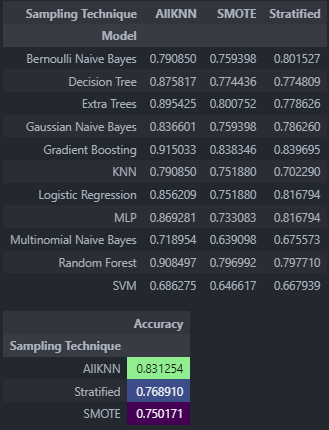 Sampling Technique AllKNN SMOTE Stratified
Model
Bernoulli Naive Bayes 0.790850 0.759398 0.801527
Decision Tree 0.875817 0.774436 0.774809
Extra Trees 0.895425 0.800752 0.778626
Gaussian Naive Bayes 0.836601 0.759398 0.786260
Gradient Boosting 0.915033 0.838346 0.839695
KNN 0.790850 0.751880 0.702290
Logistic Regression 0.856209 0.751880 0.816794
MLP 0.869281 0.733083 0.816794
Multinomial Naive Bayes 0.718954 0.639098 0.675573
Random Forest 0.908497 0.796992 0.797710
SVM 0.686275 0.646617 0.667939
Accuracy
Sampling Technique
AllKNN 0.831254
Stratified 0.768910
SMOTE 0.750171